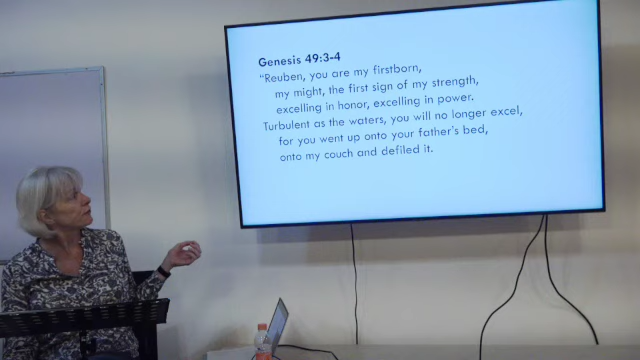 Genesis 49:3-4
“Reuben, you are my firstborn,
my might, the first sign of my strength,
excelling in honor, excelling in power.
Turbulent as the waters, you will no longer excel,
for you went up onto your father’s bed,
onto my couch and defiled it.